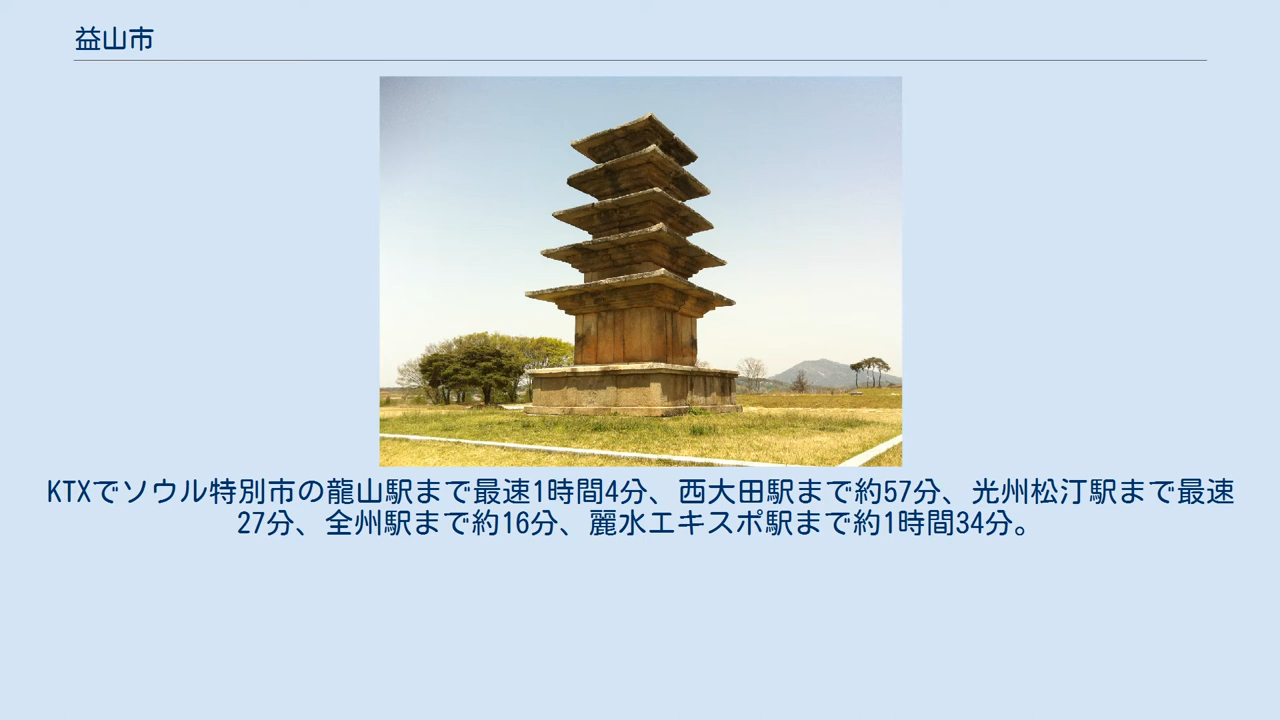 益山市
KTXでソウル特別市の龍山駅まで最速1時間4分、西大田駅まで約57分、光州松汀駅まで最速
27分、全州駅まで約16分、麗水エキスポ駅まで約1時間34分。